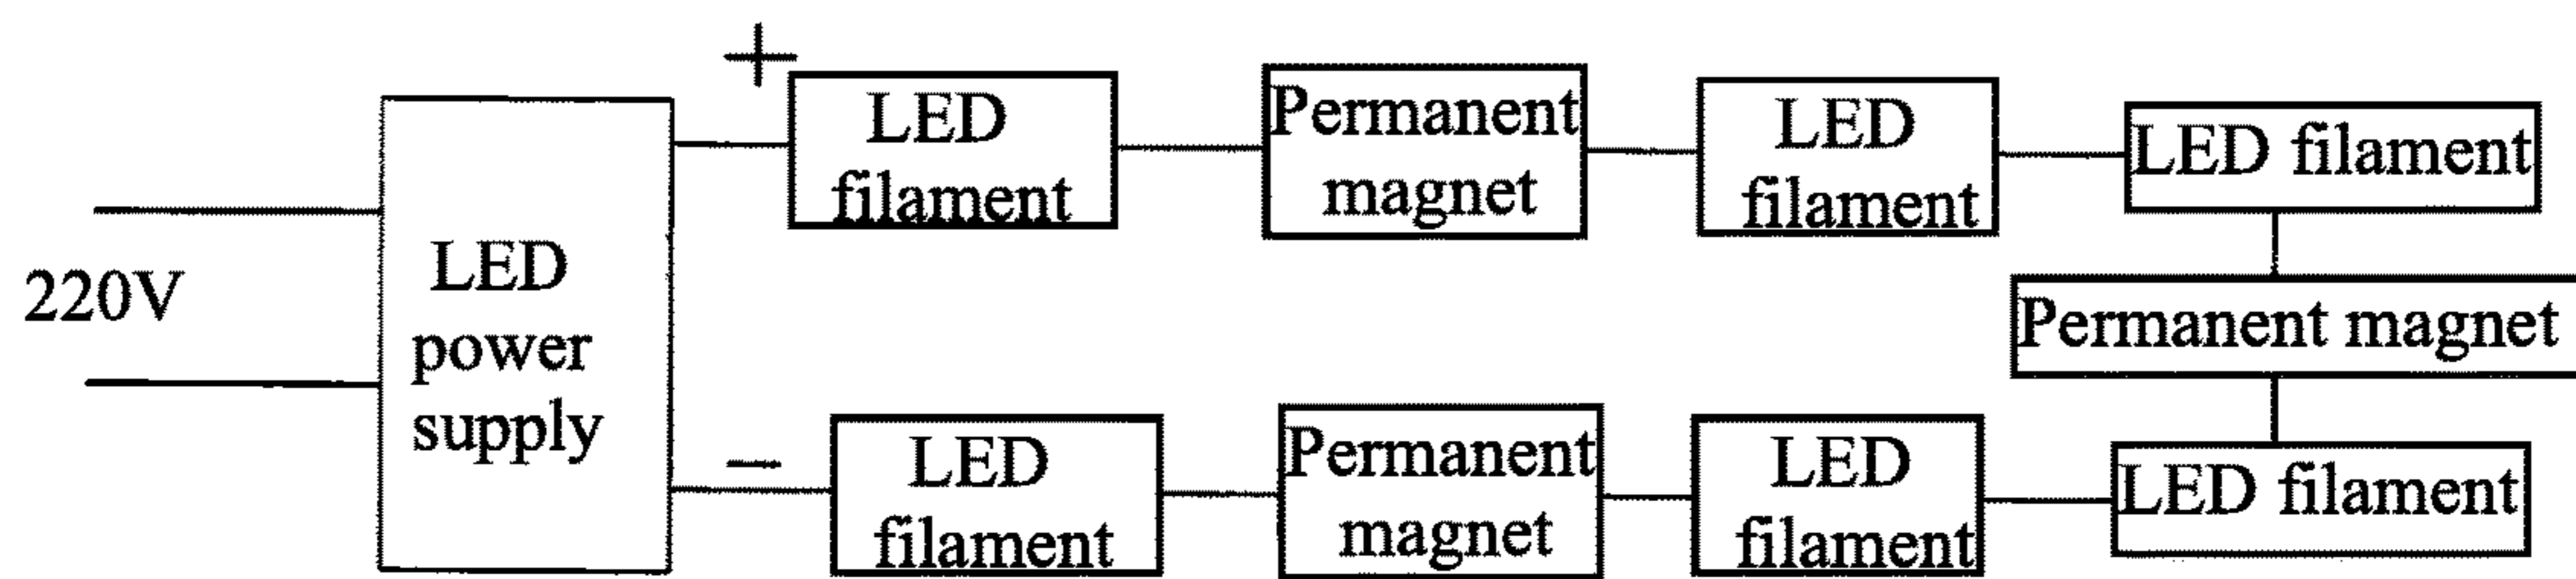 +
LED
filament
Permanent
magnet
LED
filament
LED filament
220V
LED
power
supply
Permanent magnet
−
LED
filament
Permanent
magnet
LED
filament
LED filament